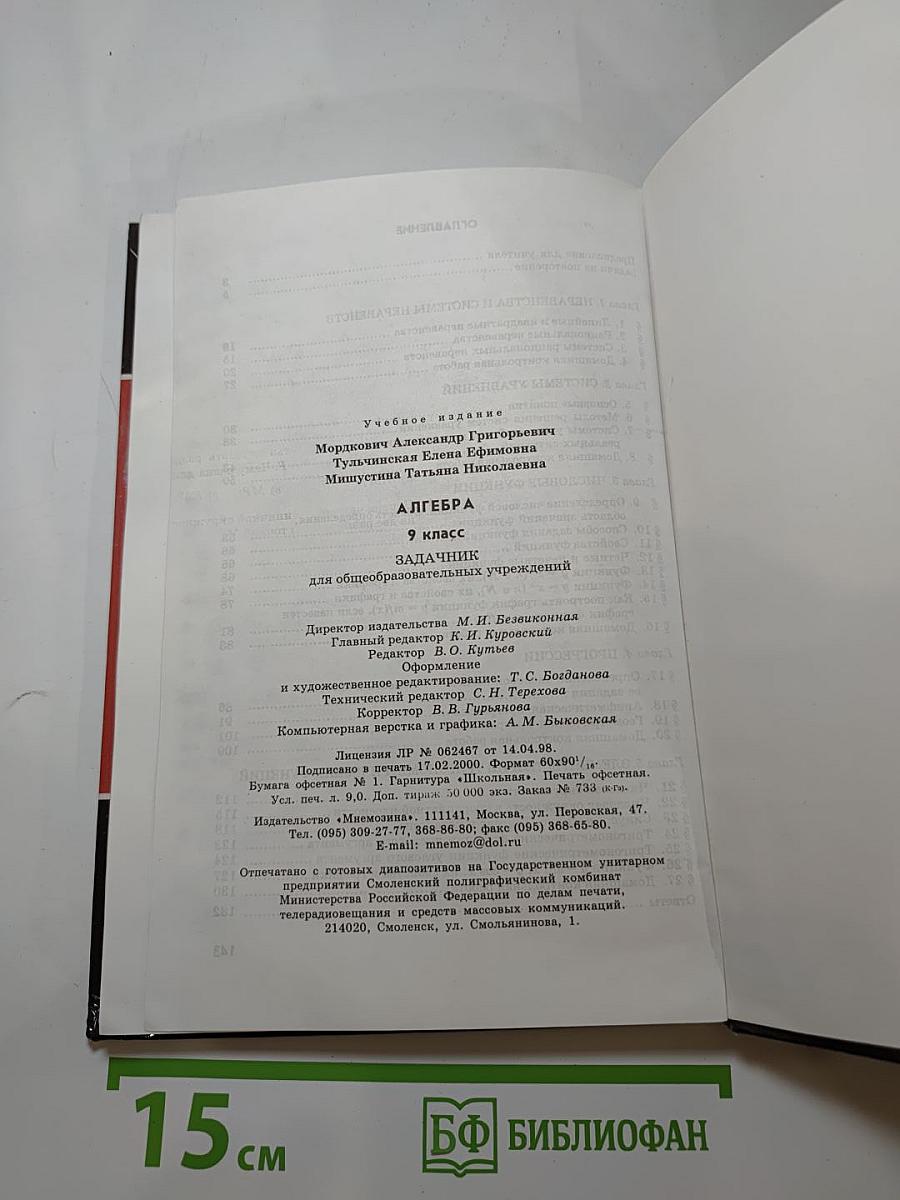 Учебное издание
Мордкович Александр Григорьевич
Тульчинская Елена Ефимовна
Мишустина Татьяна Николаевна
АЛГЕБРА
9 класс
ЗАДАЧНИК
для общеобразовательных учреждений
Директор издательства М. И. Безвиконная
Главный редактор К. И. Куровский
Редактор В. О. Кутьев
Оформление
и художественное редактирование: Т. С. Богданова
Технический редактор С. Н. Терехова
Корректор В. В. Гурьянова
Компьютерная верстка и графика: А. М. Быковская
Лицензия ЛР № 062467 от 14.04.98.
Подписано в печать 17.02.2000. Формат 60х90¹/₁₆.
Бумага офсетная № 1. Гарнитура «Школьная». Печать офсетная.
Усл. печ. л. 9,0. Доп. тираж 50 000 экз. Заказ № 733 (к-гз).
Издательство «Мнемозина». 111141, Москва, ул. Перовская, 47.
Тел. (095) 309-27-77, 368-86-80; факс (095) 368-65-80.
E-mail: mnemoz@dol.ru
Отпечатано с готовых диапозитивов на Государственном унитарном
предприятии Смоленский полиграфический комбинат
Министерства Российской Федерации по делам печати,
телерадиовещания и средств массовых коммуникаций.
214020, Смоленск, ул. Смольянинова, 1.
15 см
БФ БИБЛИОФАН